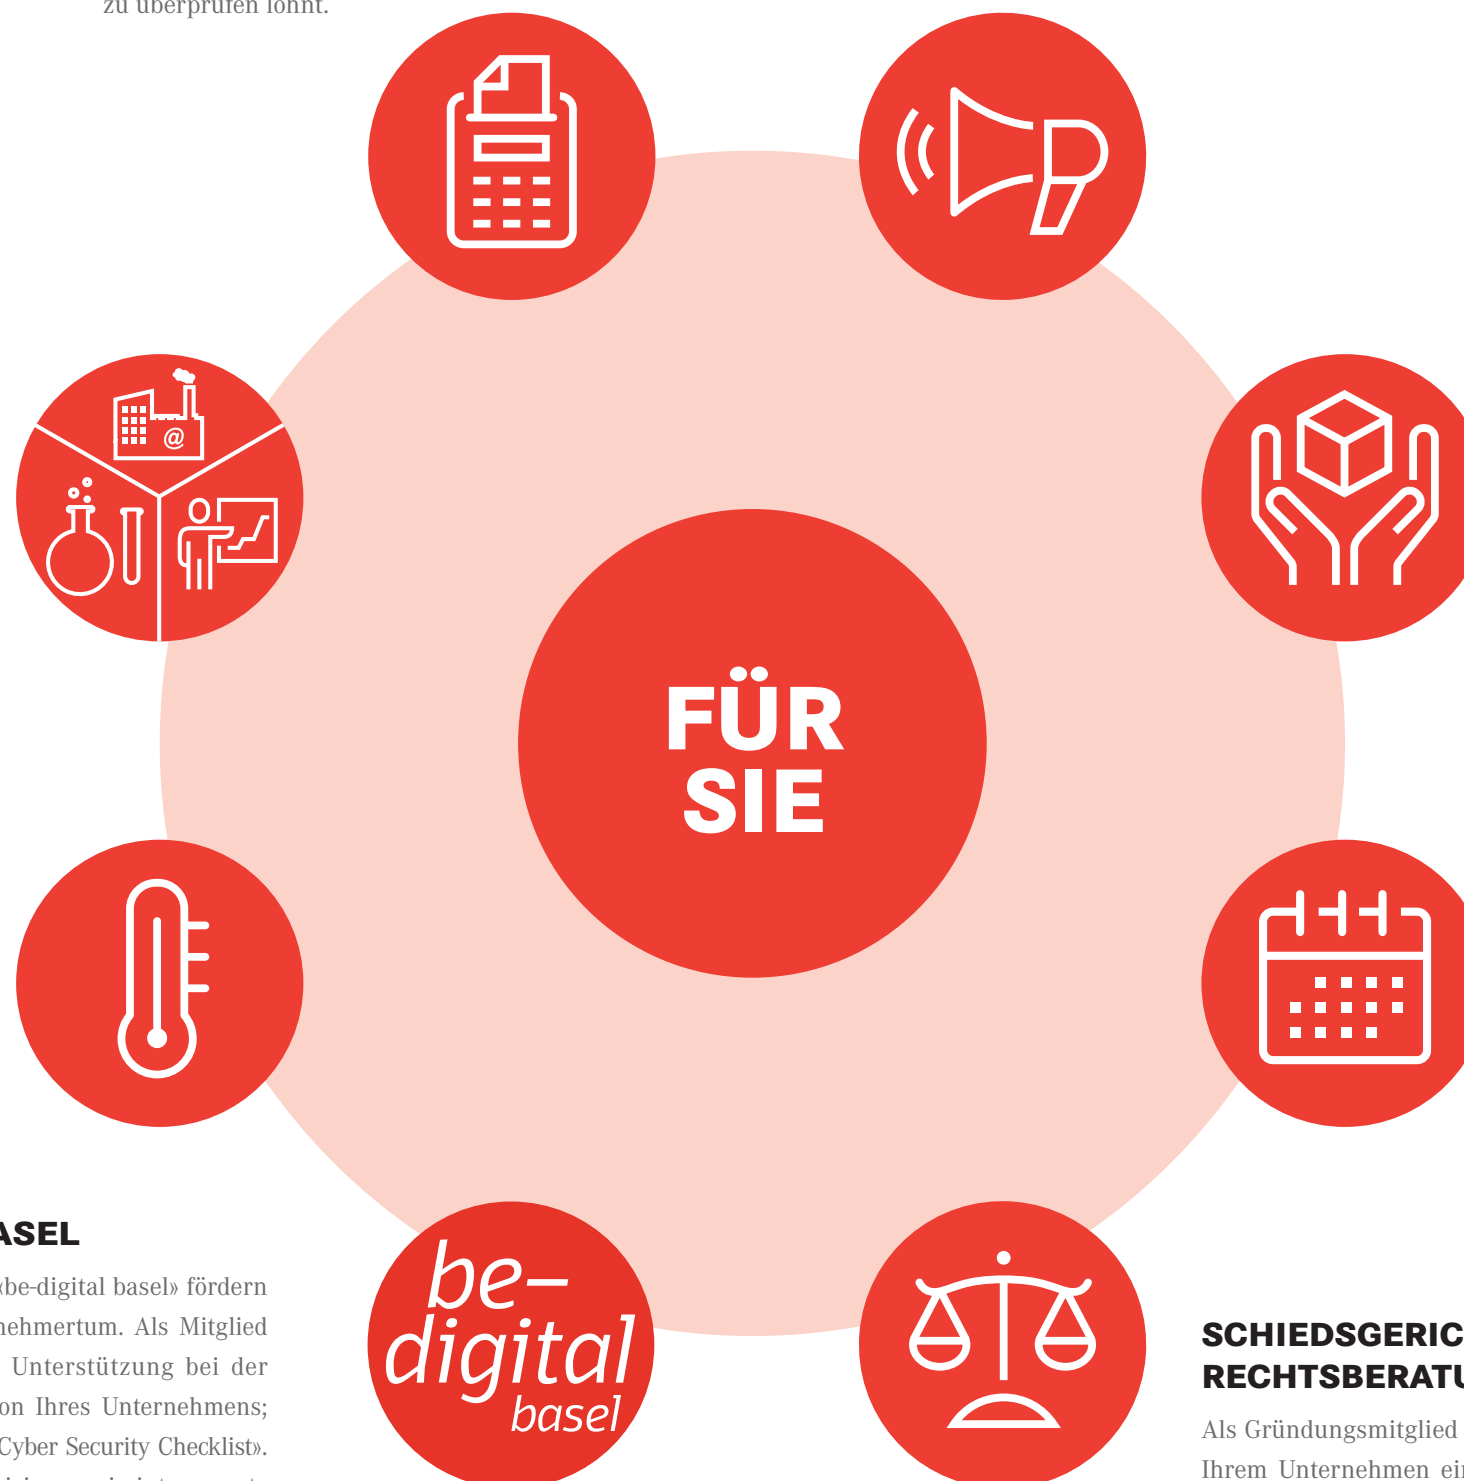 zu überprüfen lohnt.
@
FÜR
SIE
ASEL
«be-digital basel» fördern
nehmertum. Als Mitglied
Unterstützung bei der
on Ihres Unternehmens;
Cyber Security Checklist».
be–
digital
basel
SCHIEDSGERIC
RECHTSBERATU
Als Gründungsmitglied
Ihrem Unternehmen ein